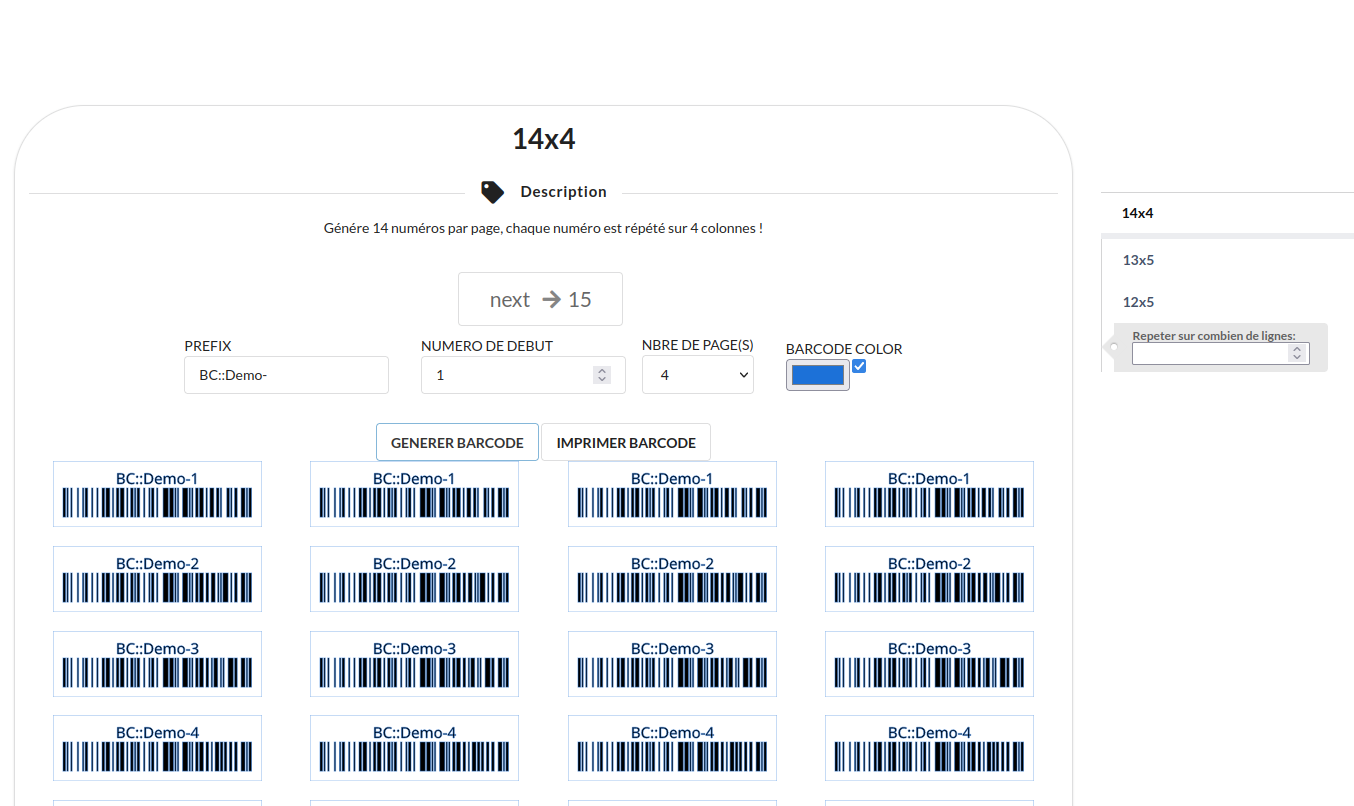 14x4
Description
Génére 14 numéros par page, chaque numéro est répété sur 4 colonnes !
next → 15
PREFIX NUMERO DE DEBUT NBRE DE PAGE(S) BARCODE COLOR
BC::Demo- 1 4
GENERER BARCODE IMPRIMER BARCODE
BC::Demo-1 BC::Demo-1 BC::Demo-1 BC::Demo-1
BC::Demo-2 BC::Demo-2 BC::Demo-2 BC::Demo-2
BC::Demo-3 BC::Demo-3 BC::Demo-3 BC::Demo-3
BC::Demo-4 BC::Demo-4 BC::Demo-4 BC::Demo-4
14x4
13x5
12x5
Repeter sur combien de lignes: